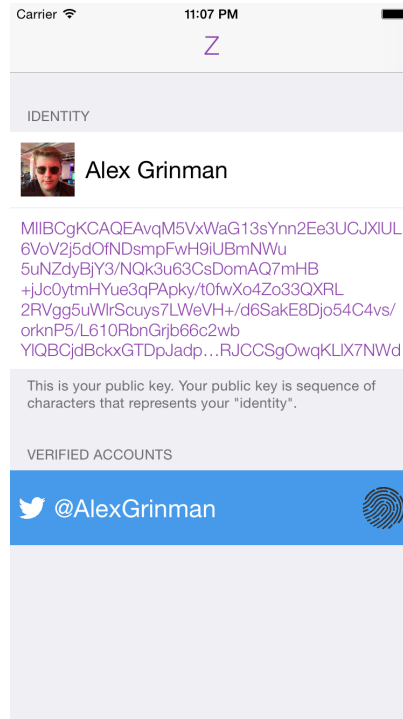 Carrier 11:07 PM
Z
IDENTITY
Alex Grinman
MIIBCgKCAQEAvqM5VxWaG13sYnn2Ee3UCJXlUL
6VoV2j5dOfNDsmpFwH9iUBmNWu
5uNZdyBjY3/NQk3u63CsDomAQ7mHB
+jJc0ytmHYue3qPApky/t0fwXo4Zo33QXRL
2RVgg5uWlrScuys7LWeVH+/d6SakE8Djo54C4vs/
orknP5/L610RbnGrjb66c2wb
YlQBCjdBckxGTDpJadp…RJCCSgOwqKLlX7NWd
This is your public key. Your public key is sequence of
characters that represents your "identity".
VERIFIED ACCOUNTS
@AlexGrinman